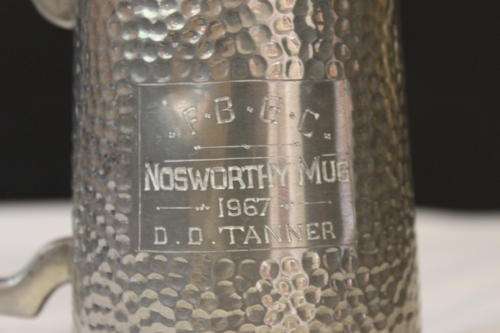 F·B·G·C.
NOSWORTHY MUG
1967
D.D.TANNER